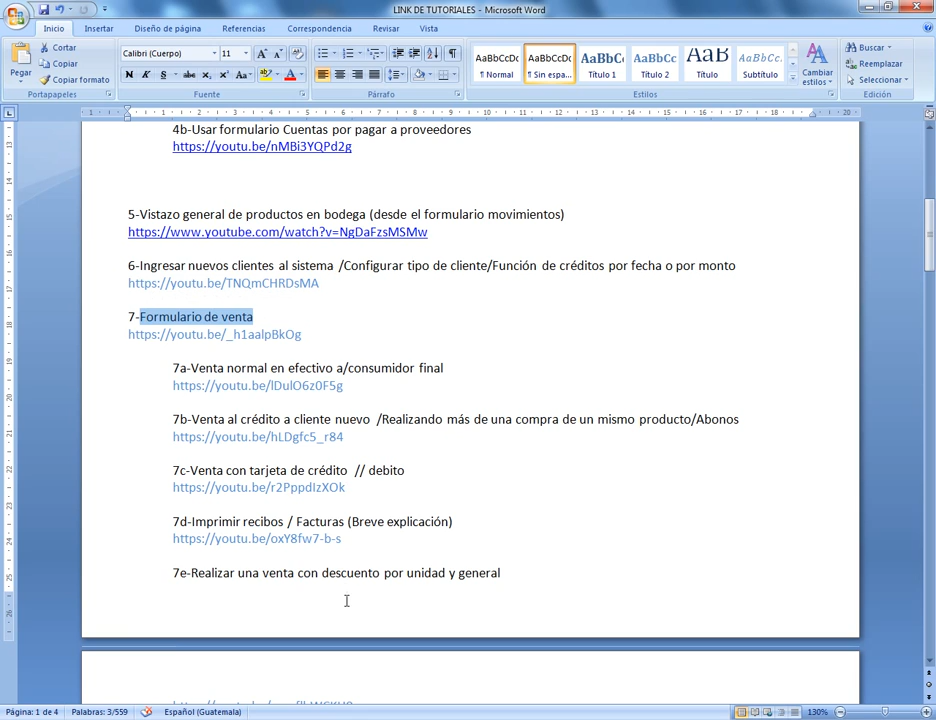 LINK DE TUTORIALES - Microsoft Word
Inicio Insertar Diseño de página Referencias Correspondencia Revisar Vista
Pegar
Cortar
Copiar
Copiar formato
Portapapeles
Calibri (Cuerpo) 11
N K S abc x₂ x² Aa
Fuente
Párrafo
AaBbCcDc AaBbCcDc AaBbC AaBbCc AaB AaBbCc.
¶ Normal ¶ Sin espa... Título 1 Título 2 Título Subtítulo
Cambiar estilos
Estilos
Buscar
Reemplazar
Seleccionar
Edición
4b-Usar formulario Cuentas por pagar a proveedores
https://youtu.be/nMBi3YQPd2g
5-Vistazo general de productos en bodega (desde el formulario movimientos)
https://www.youtube.com/watch?v=NgDaFzsMSMw
6-Ingresar nuevos clientes al sistema /Configurar tipo de cliente/Función de créditos por fecha o por monto
https://youtu.be/TNQmCHRDsMA
7-Formulario de venta
https://youtu.be/_h1aalpBkOg
7a-Venta normal en efectivo a/consumidor final
https://youtu.be/lDulO6z0F5g
7b-Venta al crédito a cliente nuevo /Realizando más de una compra de un mismo producto/Abonos
https://youtu.be/hLDgfc5_r84
7c-Venta con tarjeta de crédito // debito
https://youtu.be/r2PppdIzXOk
7d-Imprimir recibos / Facturas (Breve explicación)
https://youtu.be/oxY8fw7-b-s
7e-Realizar una venta con descuento por unidad y general
Página: 1 de 4 Palabras: 3/559 Español (Guatemala) 130%